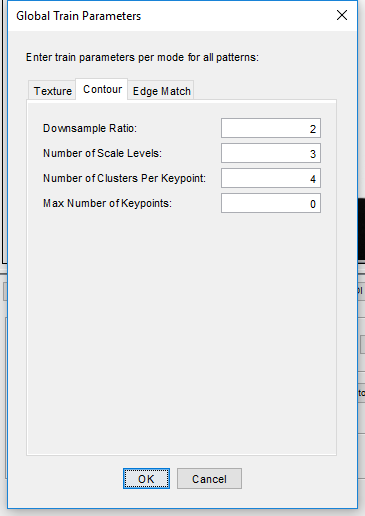 Global Train Parameters
Enter train parameters per mode for all patterns:
Texture Contour Edge Match
Downsample Ratio: 2
Number of Scale Levels: 3
Number of Clusters Per Keypoint: 4
Max Number of Keypoints: 0
OK Cancel